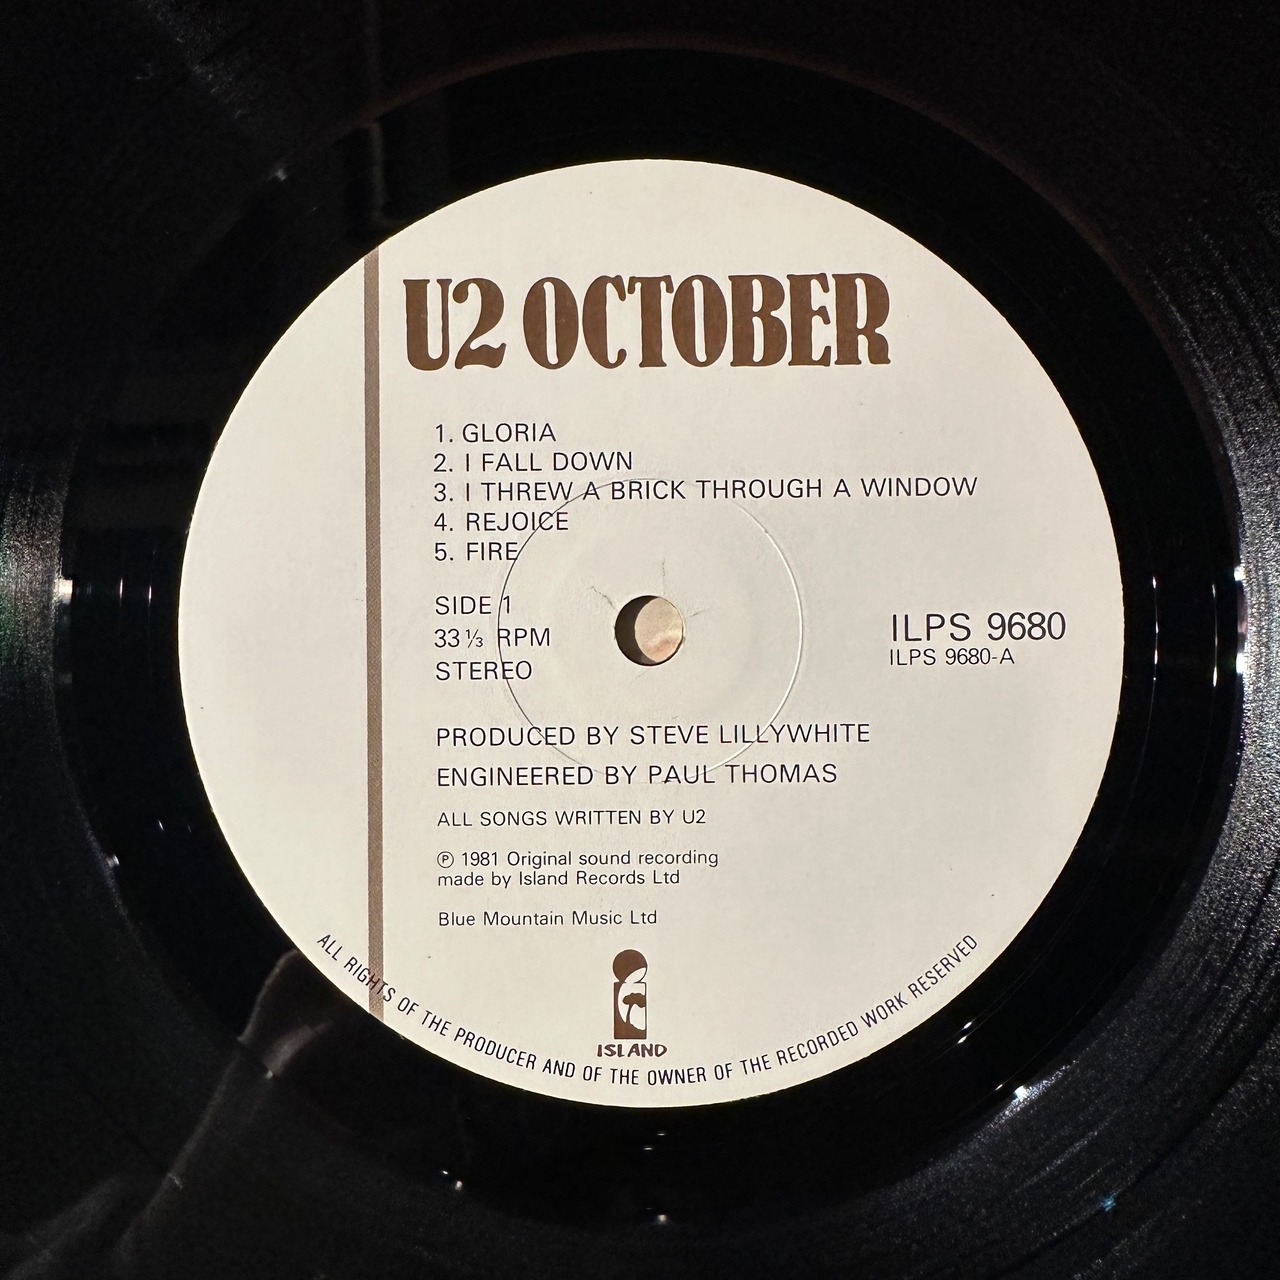 U2 OCTOBER
1. GLORIA
2. I FALL DOWN
3. I THREW A BRICK THROUGH A WINDOW
4. REJOICE
5. FIRE
SIDE 1
33 ⅓ RPM
STEREO
ILPS 9680
ILPS 9680-A
PRODUCED BY STEVE LILLYWHITE
ENGINEERED BY PAUL THOMAS
ALL SONGS WRITTEN BY U2
Ⓟ 1981 Original sound recording
made by Island Records Ltd
Blue Mountain Music Ltd
ISLAND
ALL RIGHTS OF THE PRODUCER AND OF THE OWNER OF THE RECORDED WORK RESERVED